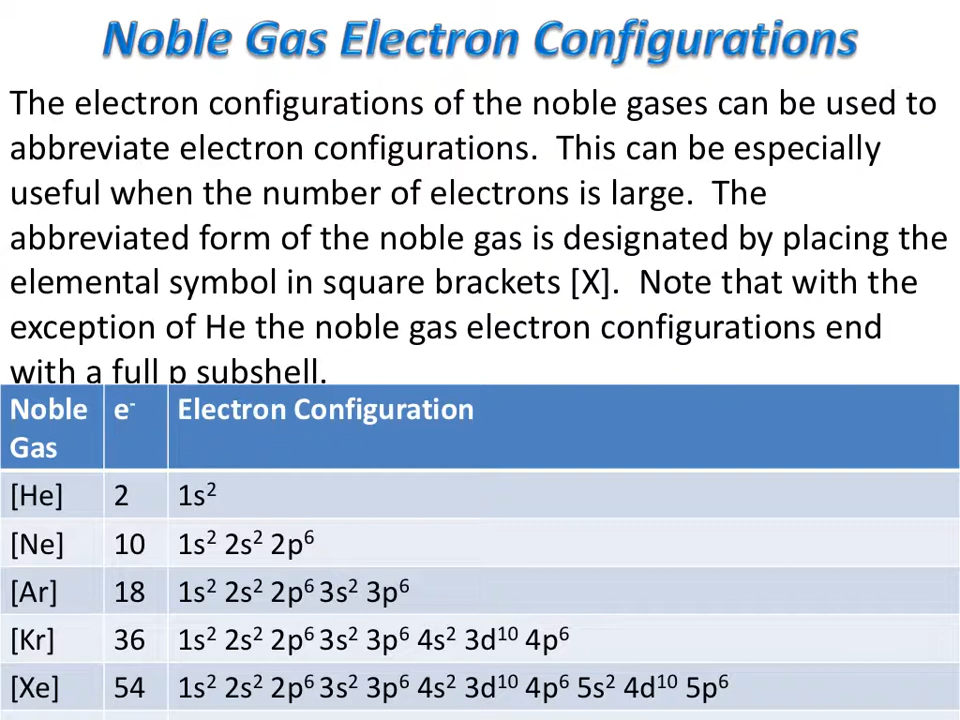 Noble Gas Electron Configurations
The electron configurations of the noble gases can be used to
abbreviate electron configurations.  This can be especially
useful when the number of electrons is large.  The
abbreviated form of the noble gas is designated by placing the
elemental symbol in square brackets [X].  Note that with the
exception of He the noble gas electron configurations end
with a full p subshell.
Noble Gas | e⁻ | Electron Configuration
[He] 2 1s² 
[Ne] 10 1s² 2s² 2p⁶
[Ar] 18 1s² 2s² 2p⁶ 3s² 3p⁶
[Kr] 36 1s² 2s² 2p⁶ 3s² 3p⁶ 4s² 3d¹⁰ 4p⁶
[Xe] 54 1s² 2s² 2p⁶ 3s² 3p⁶ 4s² 3d¹⁰ 4p⁶ 5s² 4d¹⁰ 5p⁶